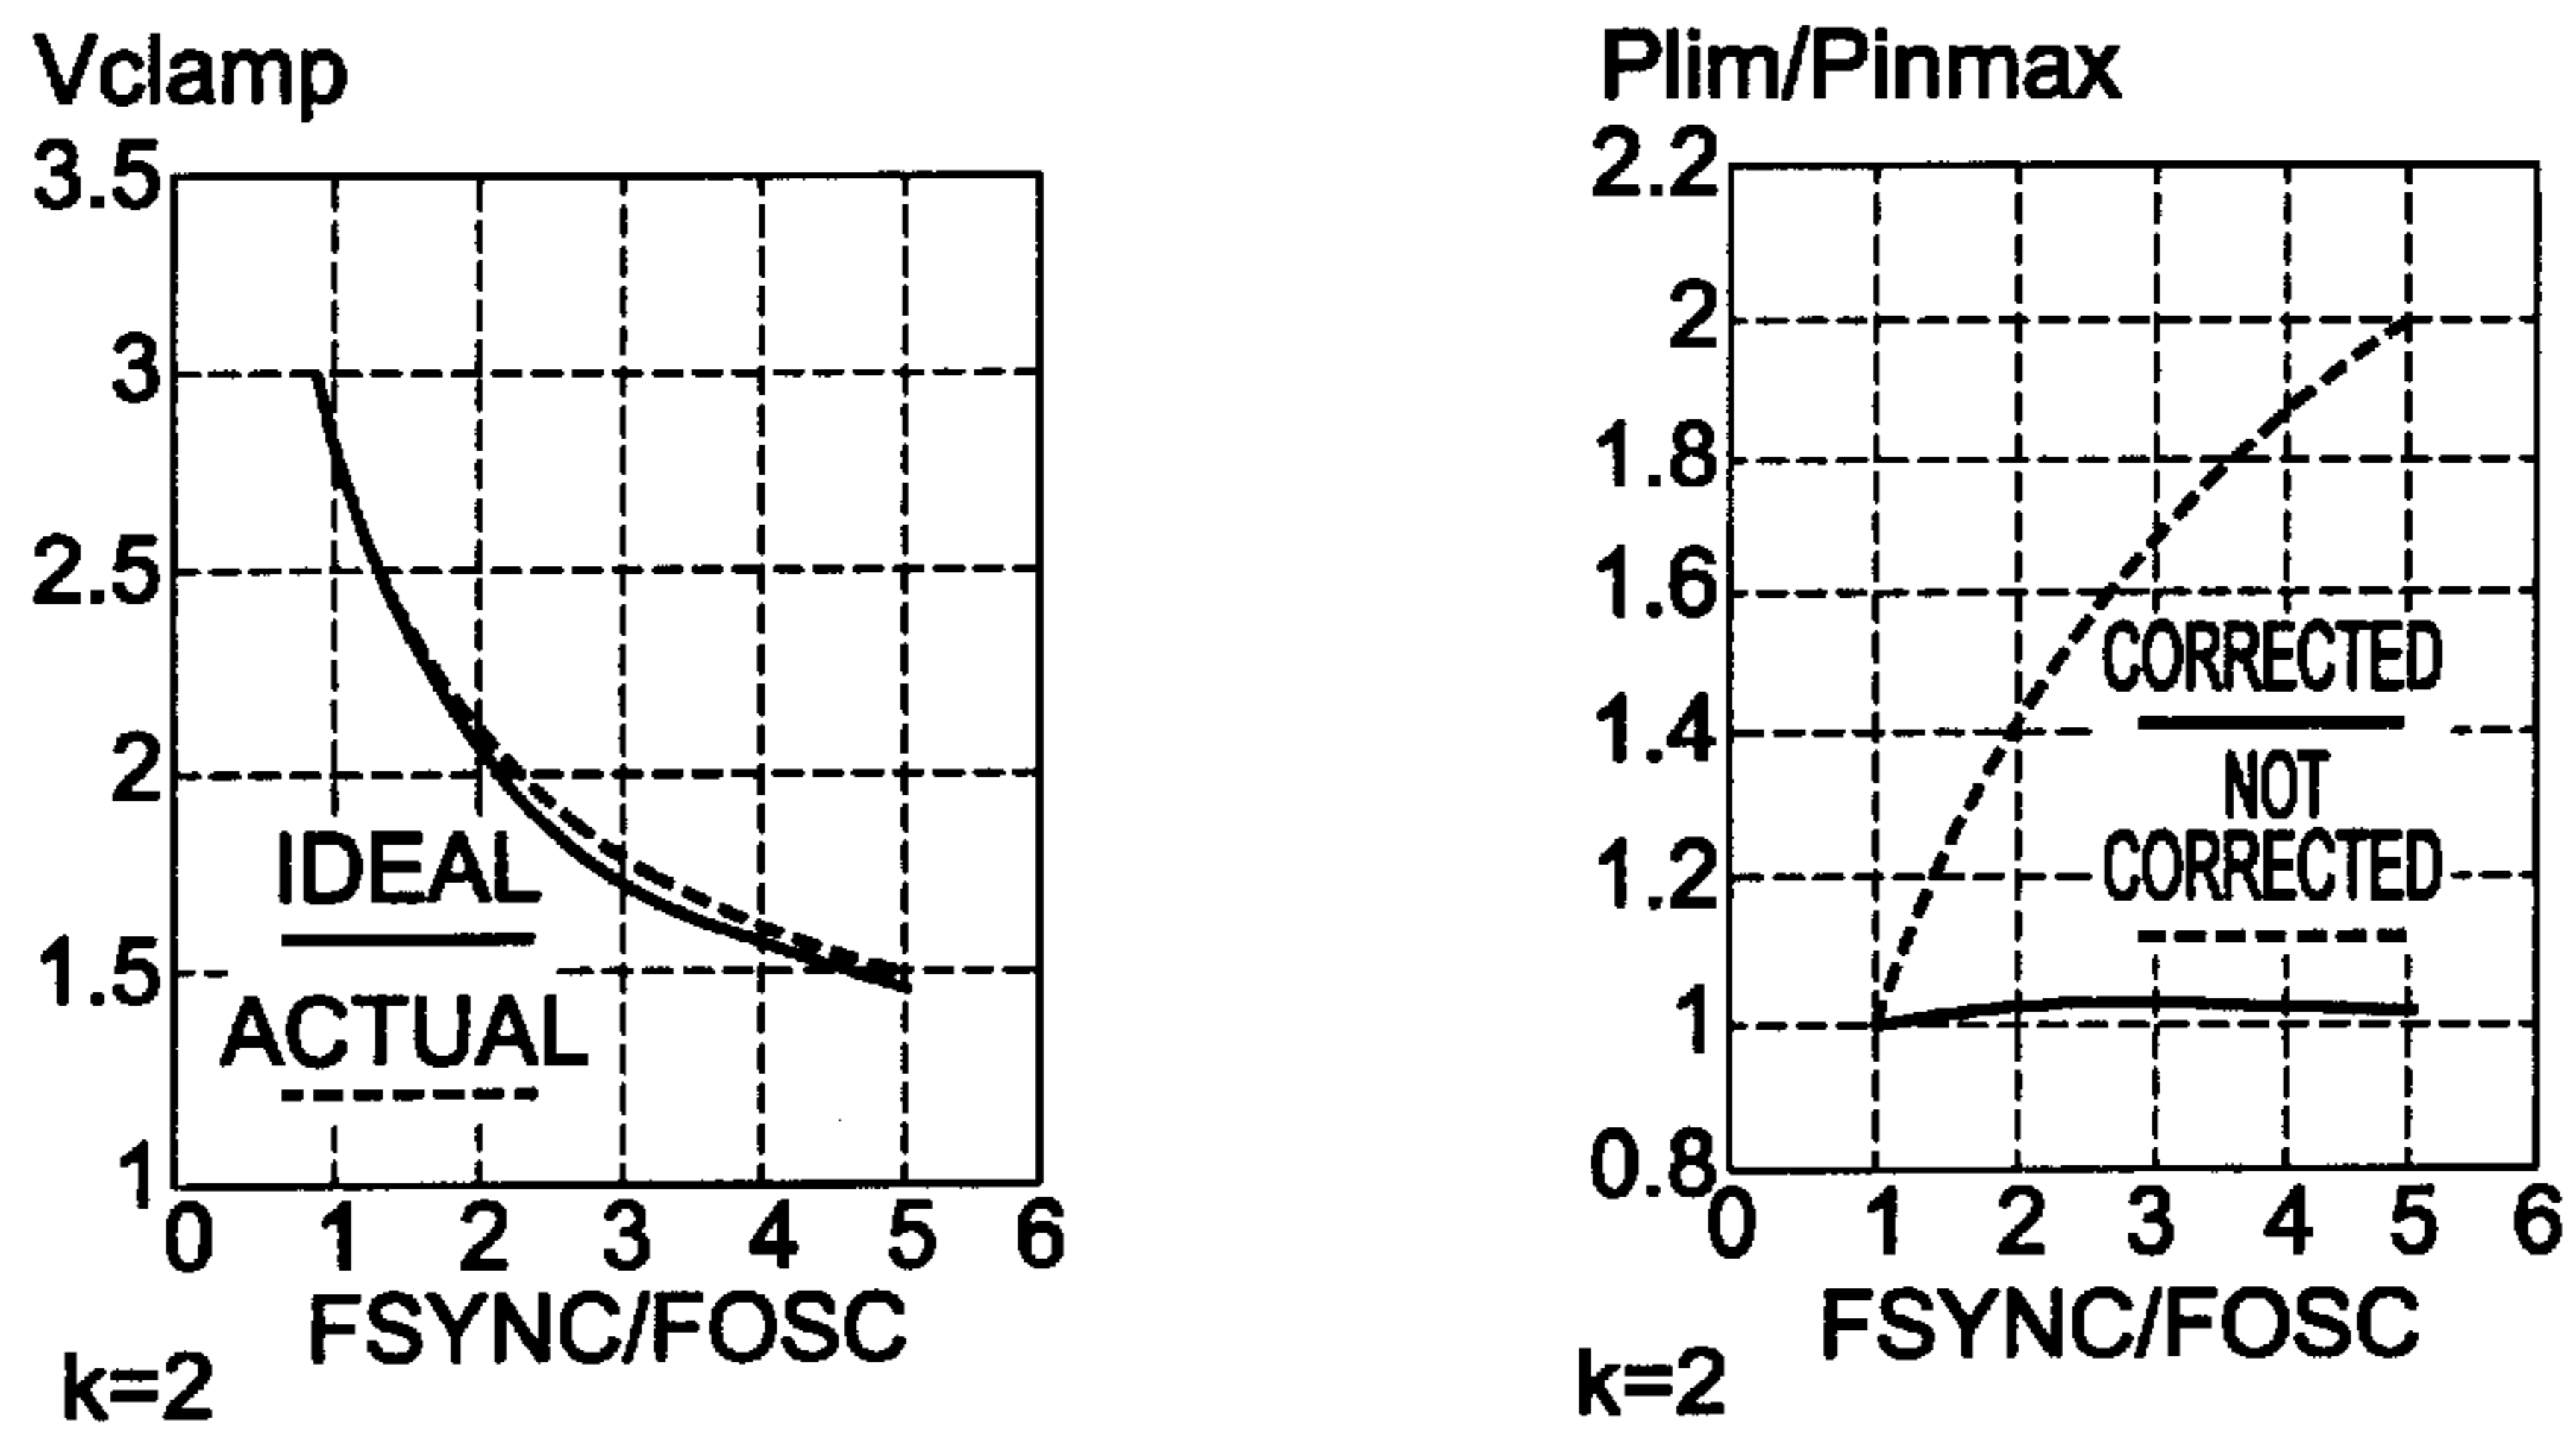 Vclamp
3.5
3
2.5
2
1.5
1
IDEAL
ACTUAL
0 1 2 3 4 5 6
FSYNC/FOSC
k=2
Plim/Pinmax
2.2
2
1.8
1.6
1.4
1.2
1
0.8
CORRECTED
NOT
CORRECTED
0 1 2 3 4 5 6
FSYNC/FOSC
k=2